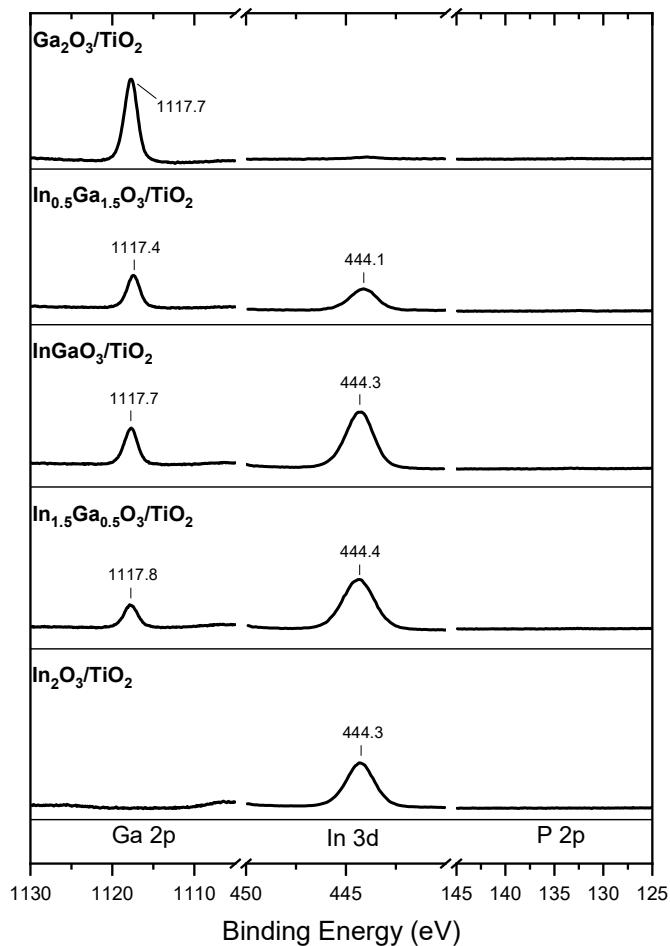 Ga₂O₃/TiO₂
1117.7
In₀.₅Ga₁.₅O₃/TiO₂
1117.4
444.1
InGaO₃/TiO₂
1117.7
444.3
In₁.₅Ga₀.₅O₃/TiO₂
1117.8
444.4
In₂O₃/TiO₂
444.3
Ga 2p In 3d P 2p
1130 1120 1110 450 445 145 140 135 130 125
Binding Energy (eV)